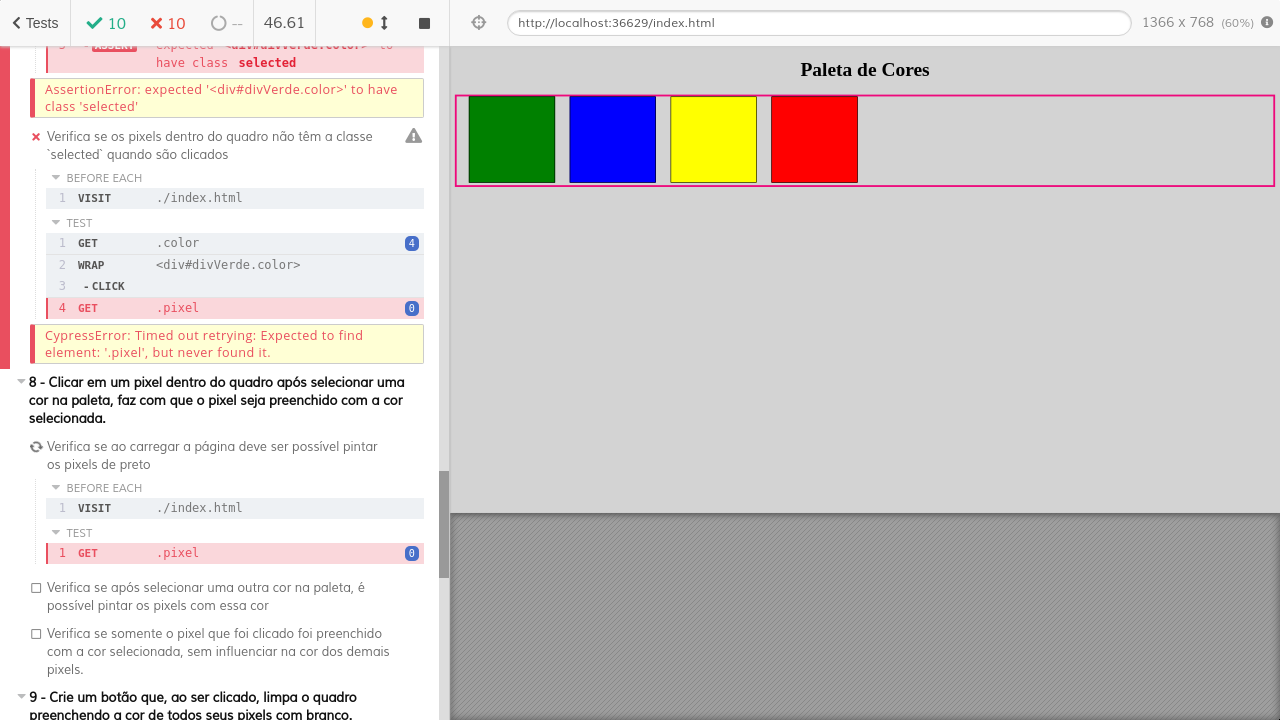 Tests 10 10 -- 46.61
http://localhost:36629/index.html 1366 x 768 (60%)
have class selected
AssertionError: expected '<div#divVerde.color>' to have
class 'selected'
Verifica se os pixels dentro do quadro não têm a classe
`selected` quando são clicados
BEFORE EACH
1 VISIT ./index.html
TEST
1 GET .color 4
2 WRAP <div#divVerde.color>
3 -CLICK
4 GET .pixel 0
CypressError: Timed out retrying: Expected to find
element: '.pixel', but never found it.
8 - Clicar em um pixel dentro do quadro após selecionar uma
cor na paleta, faz com que o pixel seja preenchido com a cor
selecionada.
Verifica se ao carregar a página deve ser possível pintar
os pixels de preto
BEFORE EACH
1 VISIT ./index.html
TEST
1 GET .pixel 0
Verifica se após selecionar uma outra cor na paleta, é
possível pintar os pixels com essa cor
Verifica se somente o pixel que foi clicado foi preenchido
com a cor selecionada, sem influenciar na cor dos demais
pixels.
9 - Crie um botão que, ao ser clicado, limpa o quadro
preenchendo a cor de todos seus pixels com branco.
Paleta de Cores